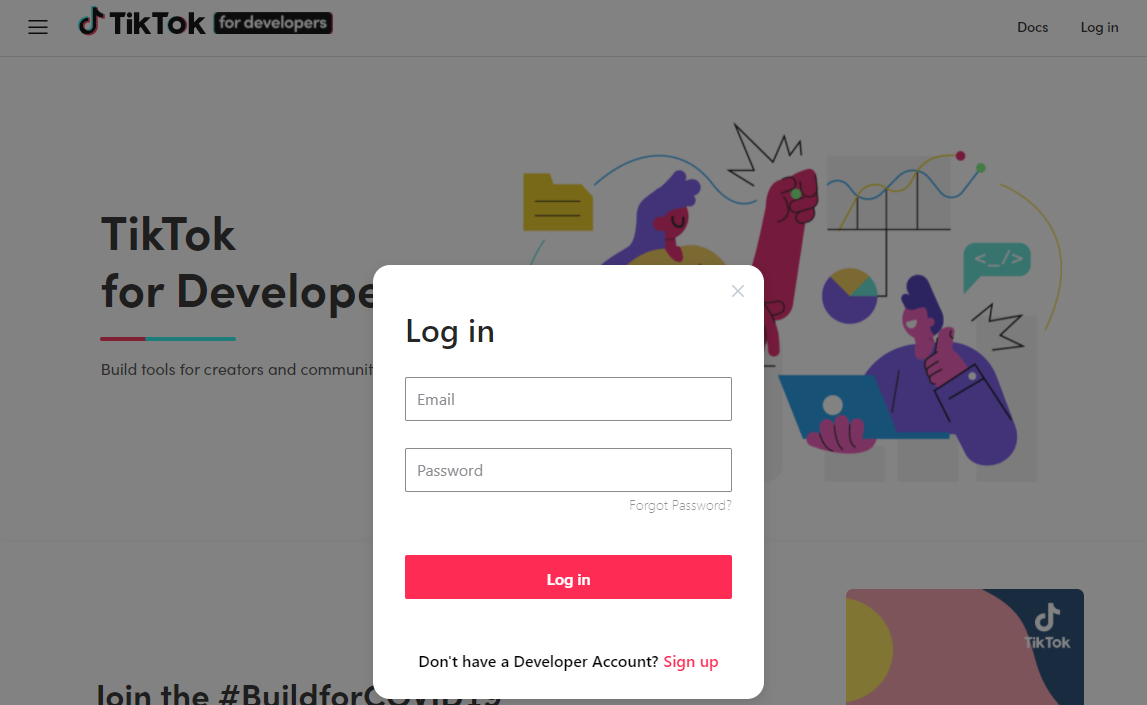 TikTok for developers
Docs
Log in
TikTok
for Develope
Build tools for creators and communit
<_/>
Log in
Email
Password
Forgot Password?
Log in
Don't have a Developer Account? Sign up
TikTok
Join the #BuildforCOVID19